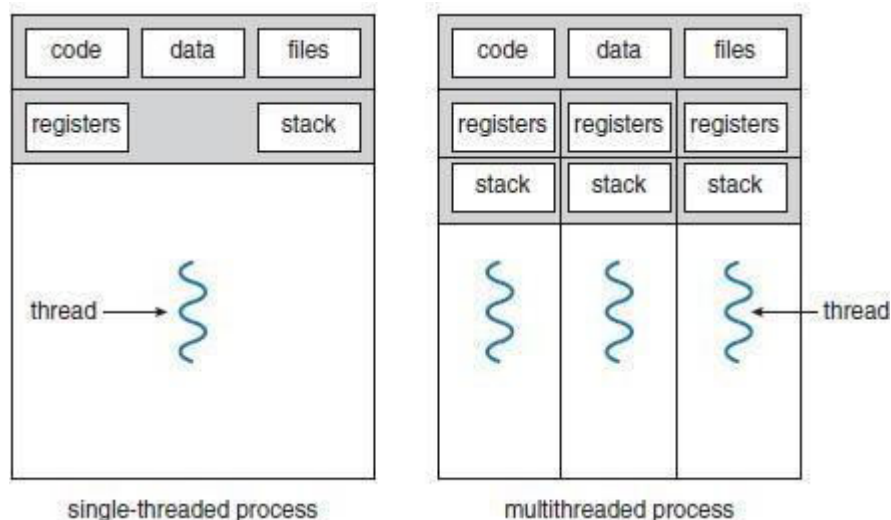 code data files
registers stack
thread
single-threaded process
code data files
registers registers registers
stack stack stack
thread
multithreaded process